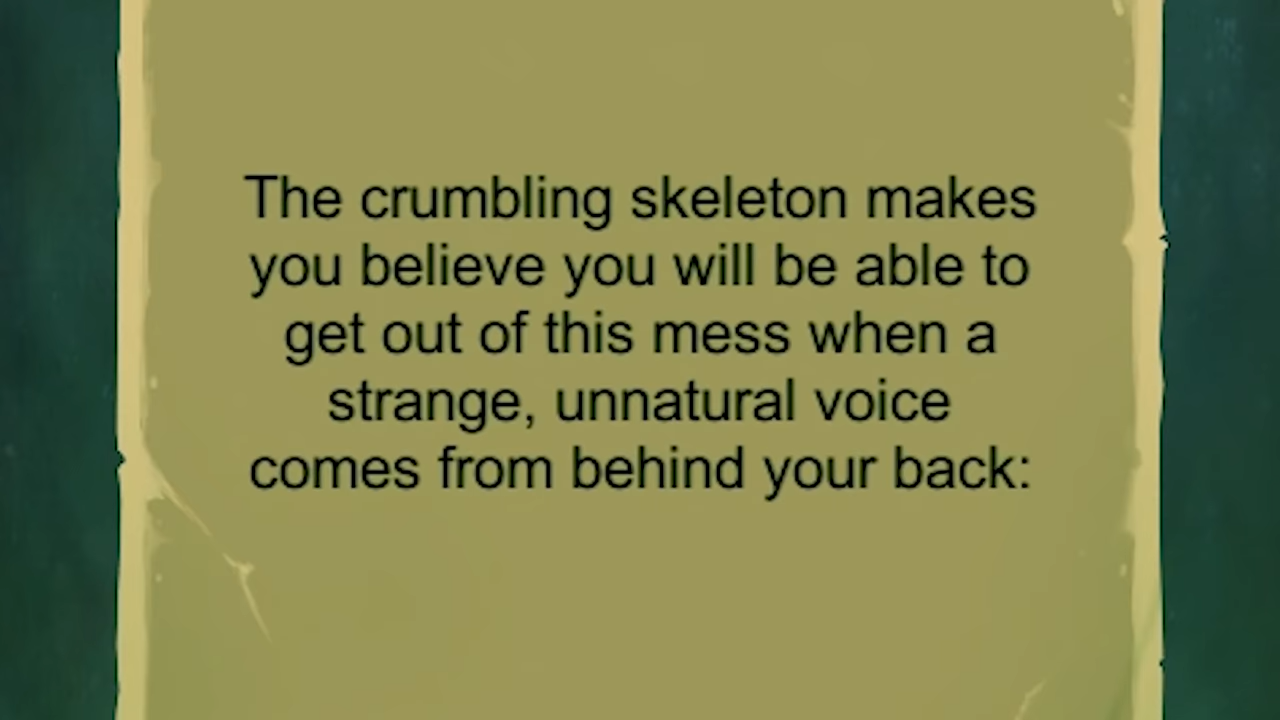 The crumbling skeleton makes
you believe you will be able to
get out of this mess when a
strange, unnatural voice
comes from behind your back: